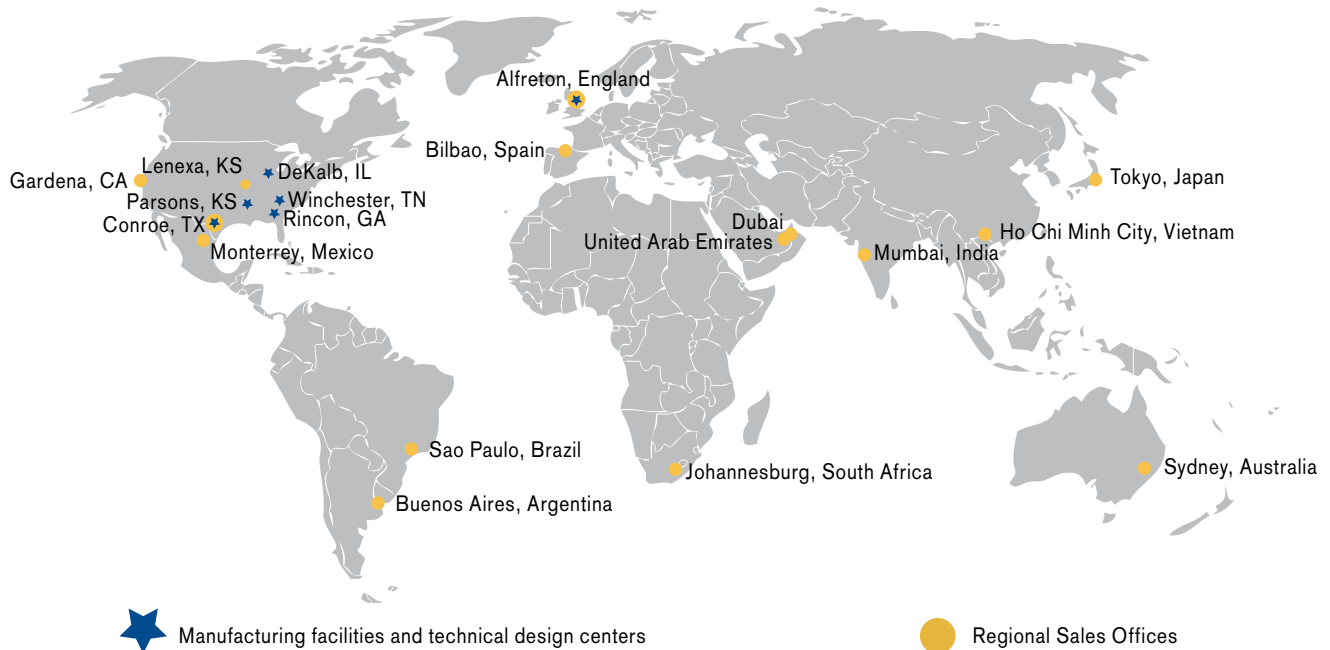 Alfreton, England
Bilbao, Spain
Lenexa, KS
DeKalb, IL
Gardena, CA
Tokyo, Japan
Parsons, KS
Winchester, TN
Rincon, GA
Conroe, TX
Dubai
United Arab Emirates
Ho Chi Minh City, Vietnam
Monterrey, Mexico
Mumbai, India
Sao Paulo, Brazil
Johannesburg, South Africa
Sydney, Australia
Buenos Aires, Argentina
Manufacturing facilities and technical design centers
Regional Sales Offices